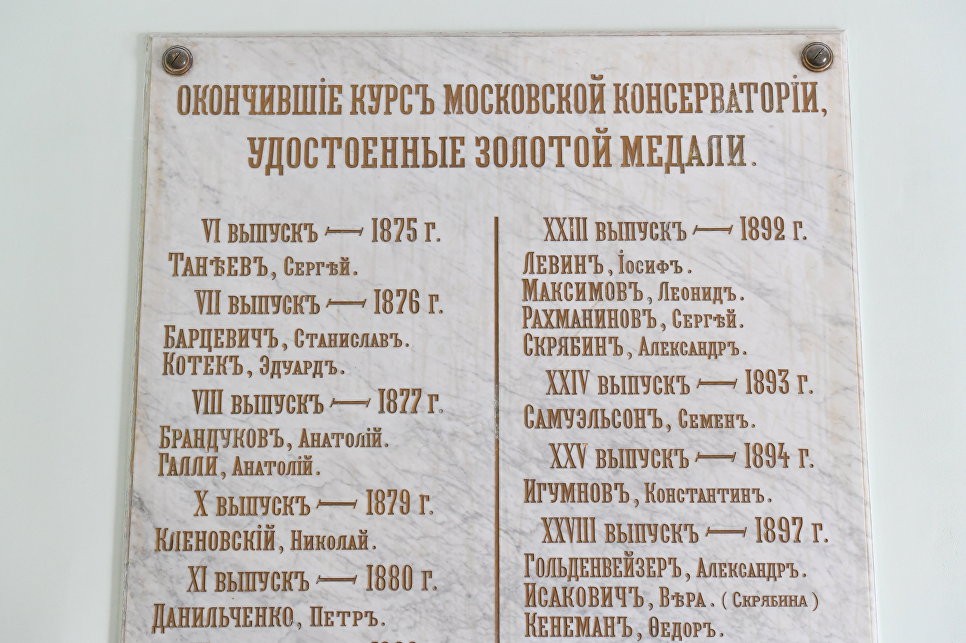 ОКОНЧИВШІЕ КУРСЪ МОСКОВСКОЙ КОНСЕРВАТОРІИ,
УДОСТОЕННЫЕ ЗОЛОТОЙ МЕДАЛИ.
VI ВЫПУСКЪ — 1875 Г.
ТАНѢЕВЪ, СЕРГѢЙ.
VII ВЫПУСКЪ — 1876 Г.
БАРЦЕВИЧЪ, СТАНИСЛАВЪ.
КОТЕКЪ, ЭДУАРДЪ.
VIII ВЫПУСКЪ — 1877 Г.
БРАНДУКОВЪ, АНАТОЛІЙ.
ГАЛЛИ, АНАТОЛІЙ.
X ВЫПУСКЪ — 1879 Г.
КЛЕНОВСКІЙ, НИКОЛАЙ.
XI ВЫПУСКЪ — 1880 Г.
ДАНИЛЬЧЕНКО, ПЕТРЪ.
XXIII ВЫПУСКЪ — 1892 Г.
ЛЕВИНЪ, ІОСИФЪ.
МАКСИМОВЪ, ЛЕОНИДЪ.
РАХМАНИНОВЪ, СЕРГѢЙ.
СКРЯБИНЪ, АЛЕКСАНДРЪ.
XXIV ВЫПУСКЪ — 1893 Г.
САМУЭЛЬСОНЪ, СЕМЕНЪ.
XXV ВЫПУСКЪ — 1894 Г.
ИГУМНОВЪ, КОНСТАНТИНЪ.
XXVIII ВЫПУСКЪ — 1897 Г.
ГОЛЬДЕНВЕЙЗЕРЪ, АЛЕКСАНДРЪ.
ИСАКОВИЧЪ, ВѢРА. (СКРЯБИНА)
КЕНЕМАНЪ, ѲЕДОРЪ.